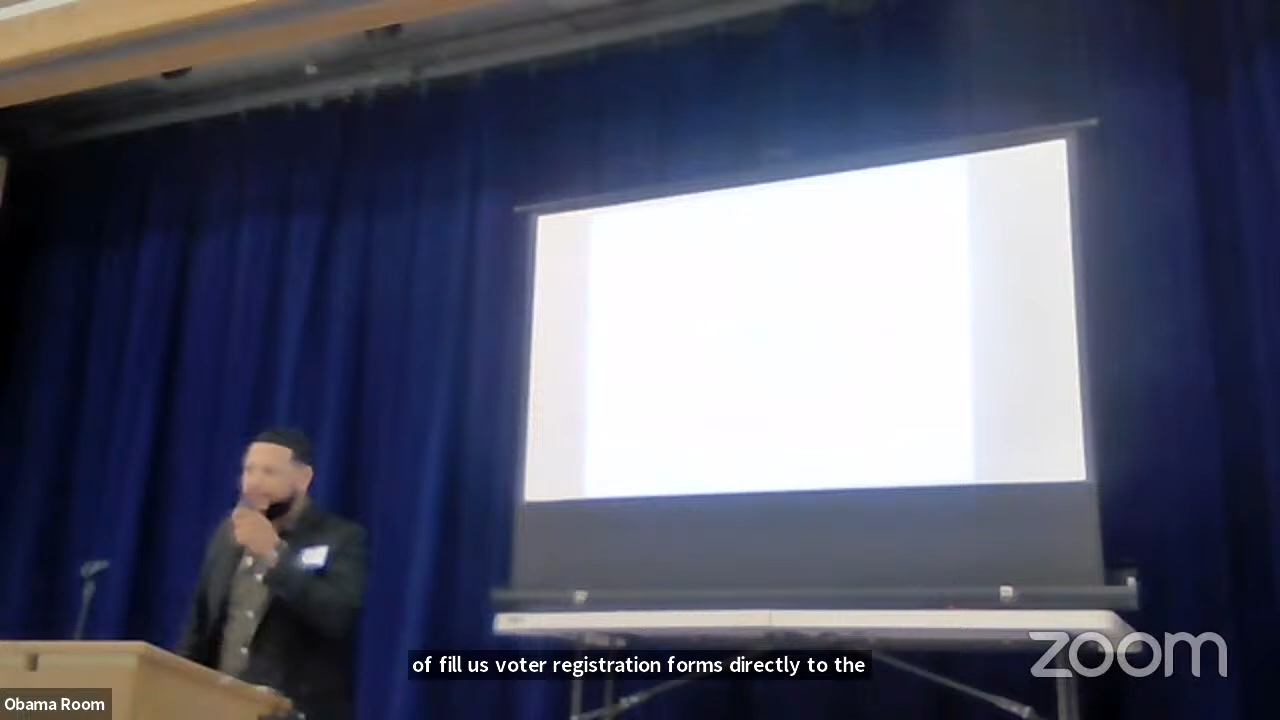 of fill us voter registration forms directly to the
zoom
Obama Room